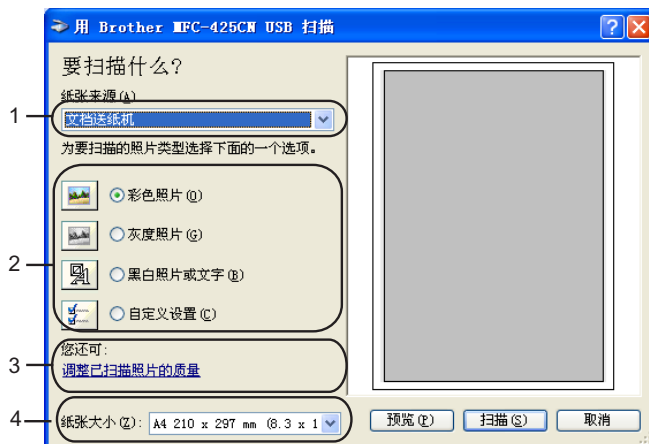 用 Brother MFC-425CN USB 扫描
要扫描什么?
纸张来源(A)
1
文档送纸机
为要扫描的照片类型选择下面的一个选项。
彩色照片(O)
灰度照片(G)
2
黑白照片或文字(B)
自定义设置(C)
您还可:
3
调整已扫描照片的质量
4
纸张大小(Z):
A4 210 x 297 mm (8.3 x 1
预览(P)
扫描(S)
取消